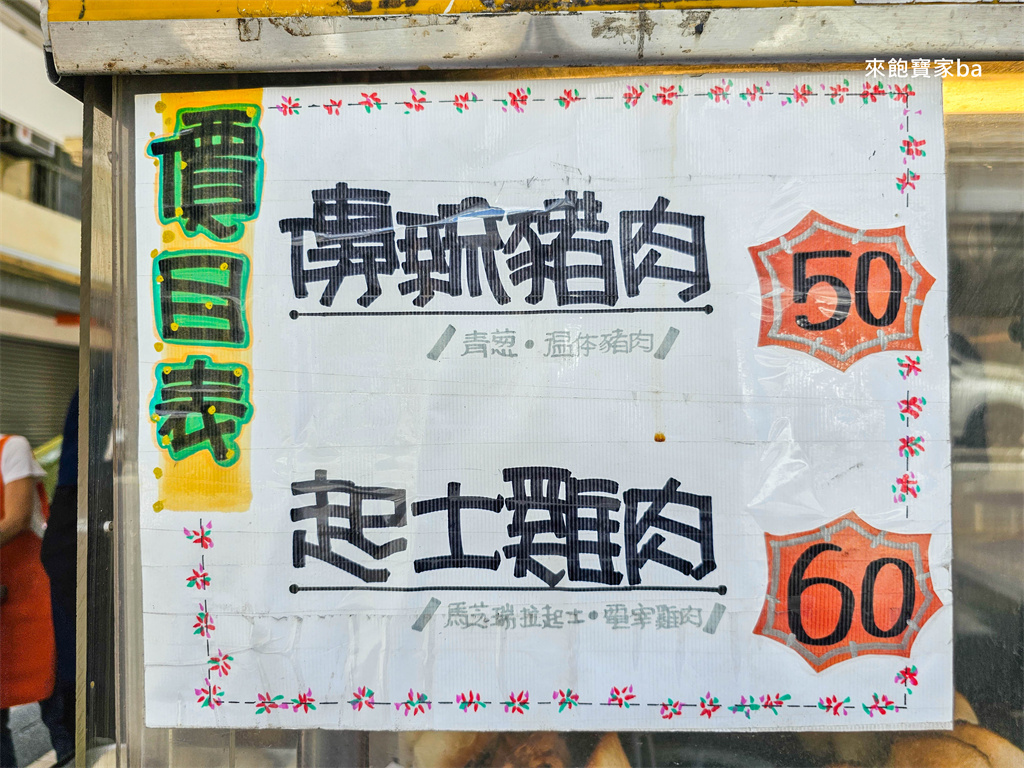 來飽寶家ba
價目表
傳統豬肉 50
/青蔥・溫体豬肉/
起士雞肉 60
/馬芝瑞拉起士・電宰雞肉/